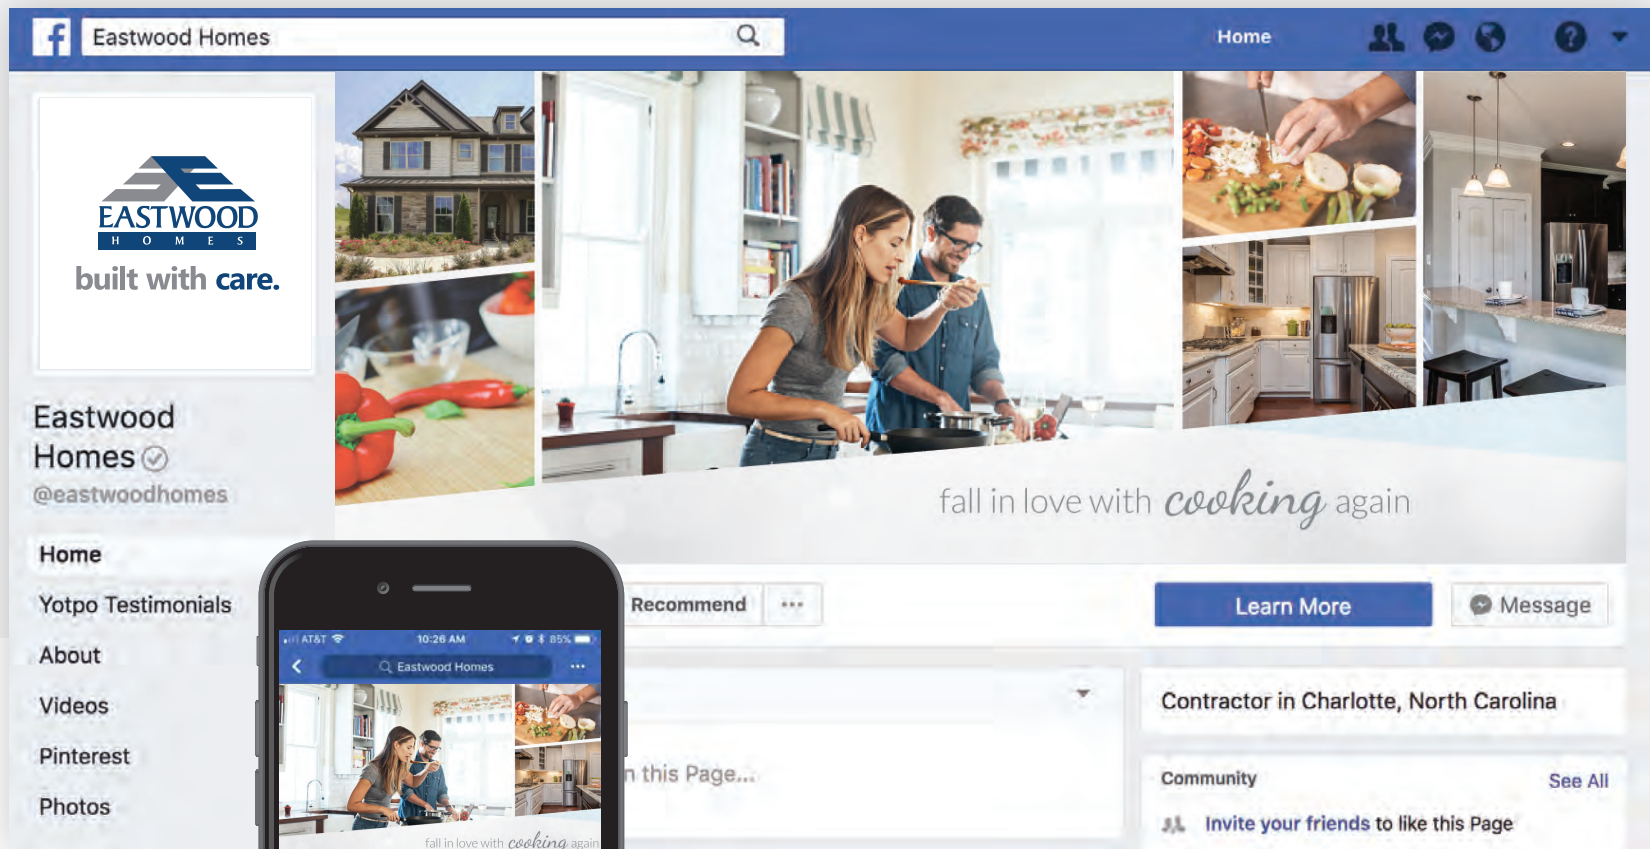 Eastwood Homes
Home
EASTWOOD
HOMES
built with care.
Eastwood
Homes
@eastwoodhomes
fall in love with cooking again
Home
Yotpo Testimonials
About
Videos
Pinterest
Photos
Recommend
Learn More
Message
AT&T
10:26 AM
85%
Eastwood Homes
fall in love with cooking again
this Page...
Contractor in Charlotte, North Carolina
Community
See All
Invite your friends to like this Page